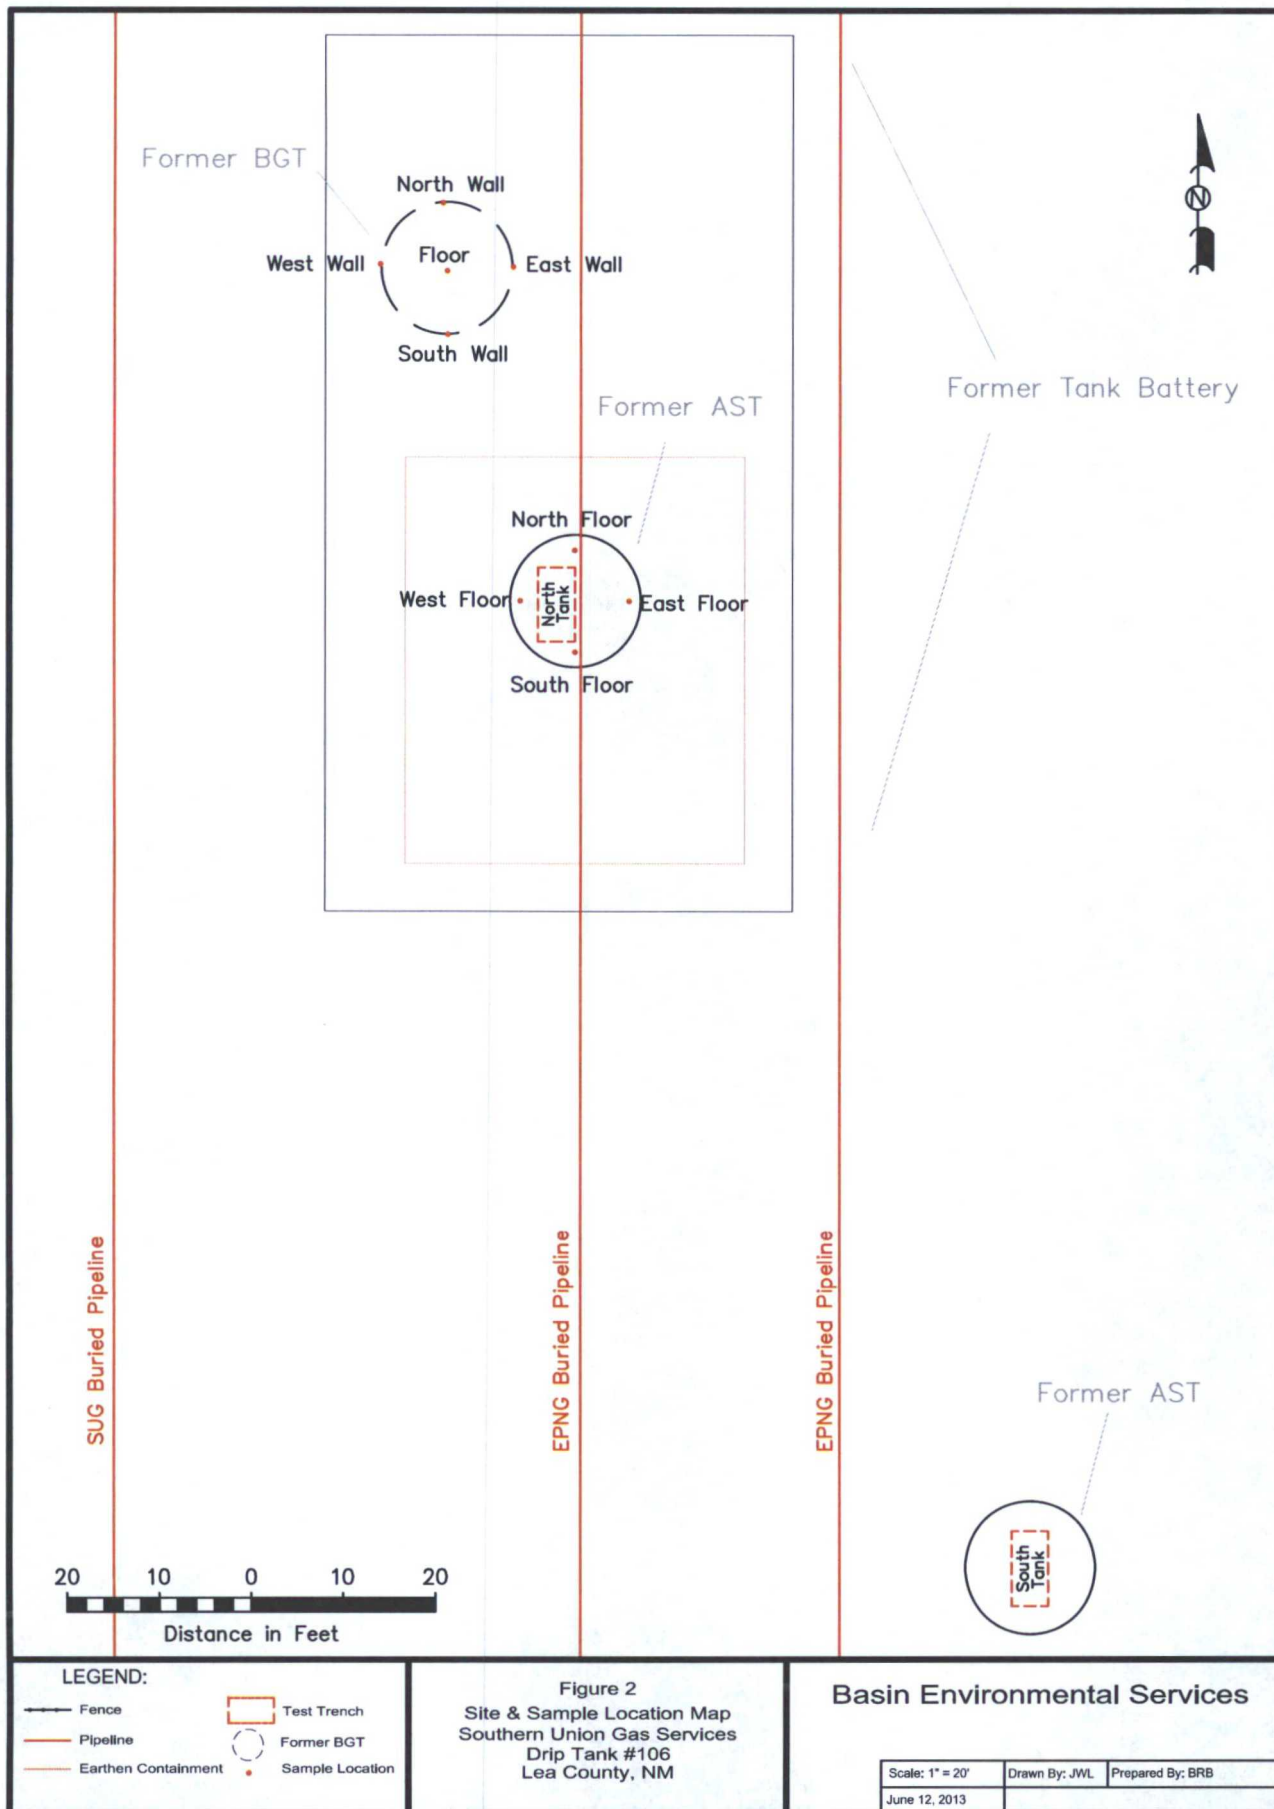 Former BGT
North Wall
N
West Wall
Floor
East Wall
South Wall
Former Tank Battery
Former AST
North Floor
West Floor
North
Tank
East Floor
South Floor
SUG Buried Pipeline
EPNG Buried Pipeline
EPNG Buried Pipeline
Former AST
South
Tank
20 10 0 10 20
Distance in Feet
LEGEND:
Fence
Pipeline
Earthen Containment
Test Trench
Former BGT
Sample Location
Figure 2
Site & Sample Location Map
Southern Union Gas Services
Drip Tank #106
Lea County, NM
Basin Environmental Services
Scale: 1" = 20' Drawn By: JWL Prepared By: BRB
June 12, 2013